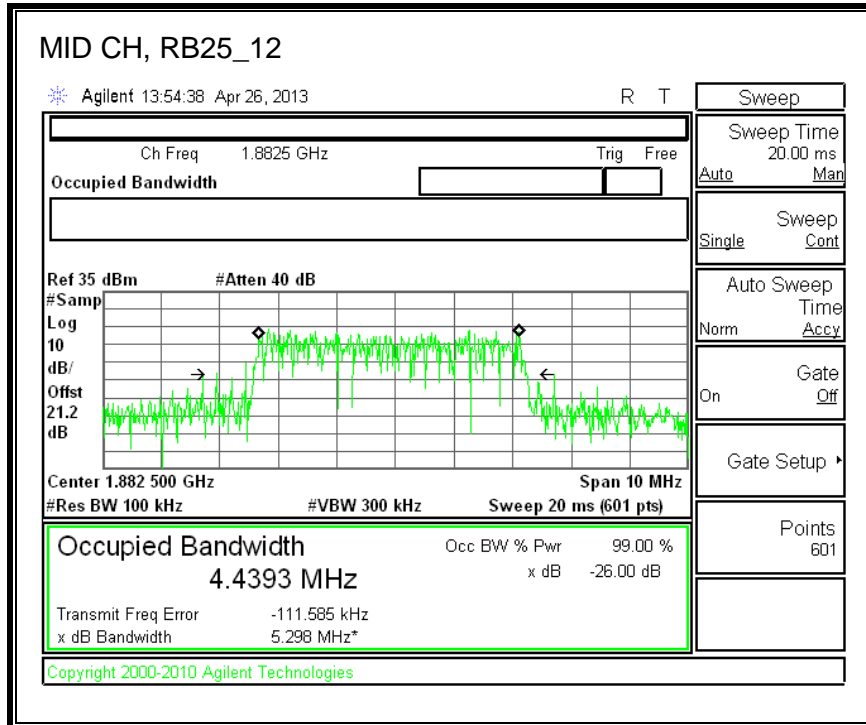 MID CH, RB25_12
Agilent 13:54:38 Apr 26, 2013 R T
Ch Freq 1.8825 GHz Trig Free
Occupied Bandwidth
Ref 35 dBm #Atten 40 dB
#Samp
Log
10
dB/
Offst
21.2
dB
Center 1.882 500 GHz Span 10 MHz
#Res BW 100 kHz #VBW 300 kHz Sweep 20 ms (601 pts)
Occupied Bandwidth
4.4393 MHz
Occ BW % Pwr 99.00 %
x dB -26.00 dB
Transmit Freq Error -111.585 kHz
x dB Bandwidth 5.298 MHz*
Copyright 2000-2010 Agilent Technologies
Sweep
Sweep Time
20.00 ms
Auto Man
Sweep
Single Cont
Auto Sweep
Time
Norm Accy
Gate
On Off
Gate Setup
Points
601